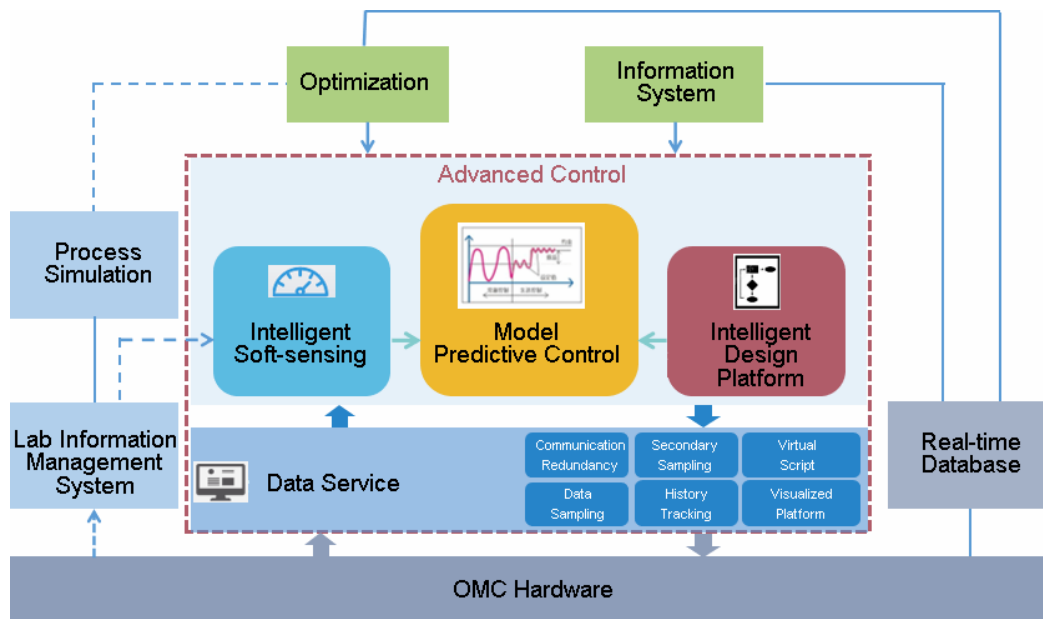 Optimization
Information
System
Advanced Control
Process
Simulation
Intelligent
Soft-sensing
Model
Predictive Control
Intelligent
Design
Platform
Lab Information
Management
System
Data Service
Communication
Redundancy
Secondary
Sampling
Virtual
Script
Data
Sampling
History
Tracking
Visualized
Platform
Real-time
Database
OMC Hardware